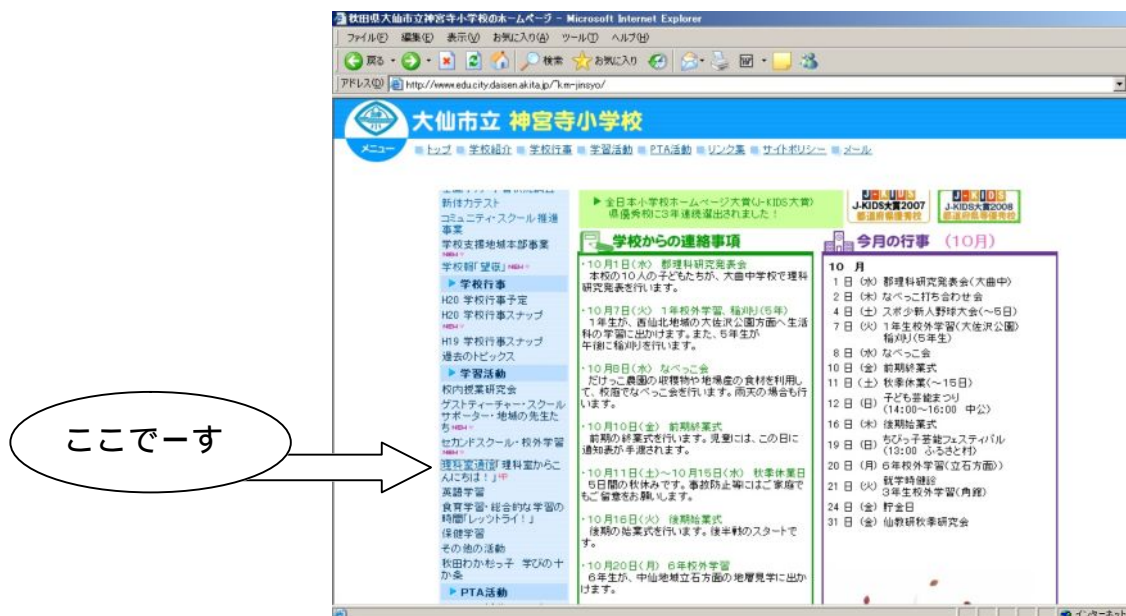 秋田県大仙市立神宮寺小学校のホームページ - Microsoft Internet Explorer
ファイル(F) 編集(E) 表示(V) お気に入り(A) ツール(T) ヘルプ(H)
戻る 検索 お気に入り
アドレス(D) http://www.edu.city.daisen.akita.jp/~km-jinsyo/
大仙市立 神宮寺小学校
メニュー
トップ 学校紹介 学校行事 学習活動 PTA活動 リンク集 サイトポリシー メール
新体力テスト
コミュニティ・スクール推進
事業
学校支援地域本部事業
NEW
学校報「望嶽」NEW
▶ 学校行事
H20 学校行事予定
H20 学校行事スナップ
NEW
H19 学校行事スナップ
過去のトピックス
▶ 学習活動
校内授業研究会
ゲストティーチャー・スクール
サポーター・地域の先生た
ち NEW
セカンドスクール・校外学習
NEW
理科室通信「理科室からこ
んにちは!」
英語学習
食育学習・総合的な学習の
時間「レッツトライ!」
保健学習
その他の活動
秋田わか杉っ子 学びの十
か条
▶ PTA活動
ここでーす
▶ 全日本小学校ホームページ大賞(J-KIDS大賞)
県優秀校に3年連続選出されました!
J-KIDS
J-KIDS大賞2007
都道府県優秀校
J-KIDS
J-KIDS大賞2008
都道府県優秀校
学校からの連絡事項
・10月1日(水) 郡理科研究発表会
本校の10人の子どもたちが、大曲中学校で理科
研究発表を行います。
・10月7日(火) 1年校外学習、稲刈り(5年)
1年生が、西仙北地域の大佐沢公園方面へ生活
科の学習に出かけます。また、5年生が
午後に稲刈りを行います。
・10月8日(水) なべっこ会
だけっこ農園の収穫物や地場産の食材を利用し
て、校庭でなべっこ会を行います。雨天の場合も行
います。
・10月10日(金) 前期終業式
前期の終業式を行います。児童には、この日に
通知表が手渡されます。
・10月11日(土)~10月15日(水) 秋季休業日
5日間の秋休みです。事故防止等にはご家庭で
もご留意をお願いします。
・10月16日(火) 後期始業式
後期の始業式を行います。後半戦のスタートで
す。
・10月20日(月) 6年校外学習
6年生が、中仙地域立石方面の地層見学に出か
けます。
今月の行事 (10月)
10 月
1 日 (水) 郡理科研究発表会(大曲中)
2 日 (木) なべっこ打ち合わせ会
4 日 (土) スポ少新人野球大会(~5日)
7 日 (火) 1年生校外学習(大佐沢公園)
稲刈り(5年生)
8 日 (水) なべっこ会
10 日 (金) 前期終業式
11 日 (土) 秋季休業(~15日)
12 日 (日) 子ども芸能まつり
(14:00~16:00 中公)
16 日 (木) 後期始業式
19 日 (日) ちびっ子芸能フェスティバル
(13:00 ふるさと村)
20 日 (月) 6年校外学習(立石方面))
21 日 (火) 就学時健診
3年生校外学習(角館)
24 日 (金) 貯金日
31 日 (金) 仙教研秋季研究会
インターネット